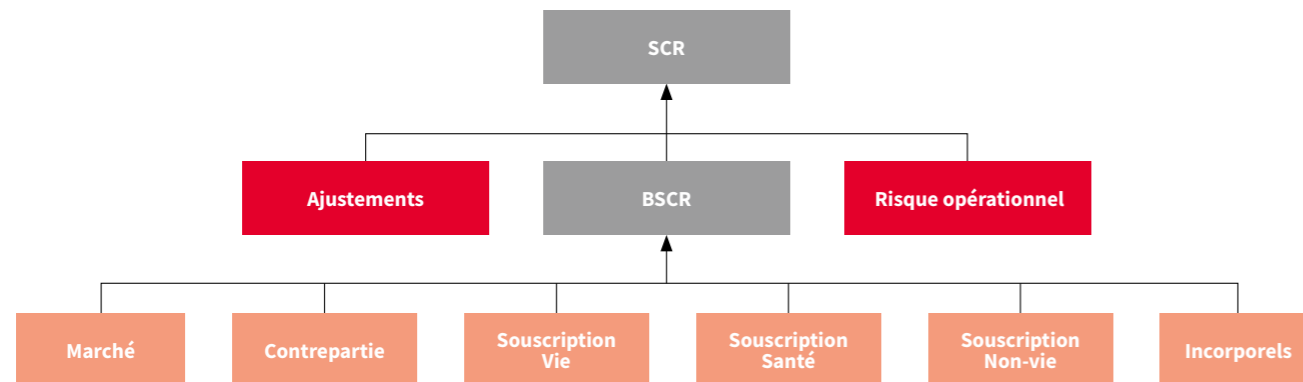 SCR
Ajustements
BSCR
Risque opérationnel
Marché
Contrepartie
Souscription
Vie
Souscription
Santé
Souscription
Non-vie
Incorporels